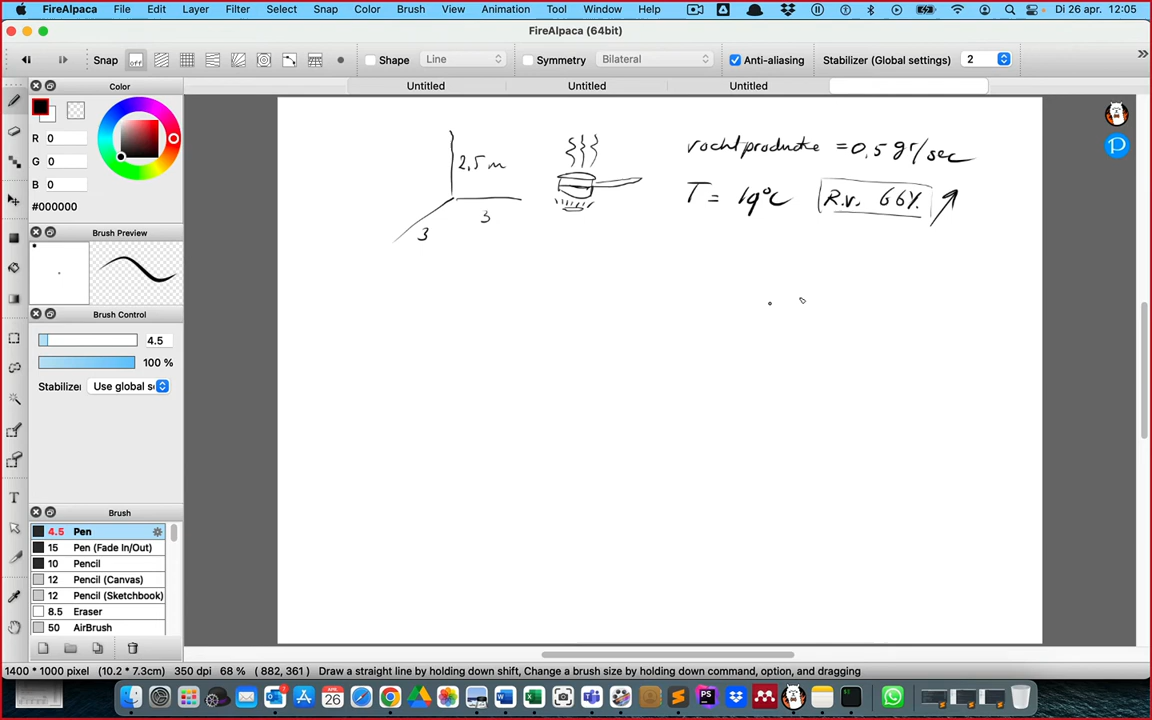 FireAlpaca File Edit Layer Filter Select Snap Color Brush View Animation Tool Window Help Di 26 apr. 12:05
FireAlpaca (64bit)
Snap off Shape Line Symmetry Bilateral Anti-aliasing Stabilizer (Global settings) 2
Untitled Untitled Untitled
Color
R 0
G 0
B 0
#000000
Brush Preview
Brush Control
4.5
100 %
Stabilizer Use global s
Brush
4.5 Pen
15 Pen (Fade In/Out)
10 Pencil
12 Pencil (Canvas)
12 Pencil (Sketchbook)
8.5 Eraser
50 AirBrush
2,5 m
3
3
vochtproductie = 0,5 gr/sec
T = 19°C R.v. 66%
1400 * 1000 pixel (10.2 * 7.3cm) 350 dpi 68 % ( 882, 361 ) Draw a straight line by holding down shift, Change a brush size by holding down command, option, and dragging